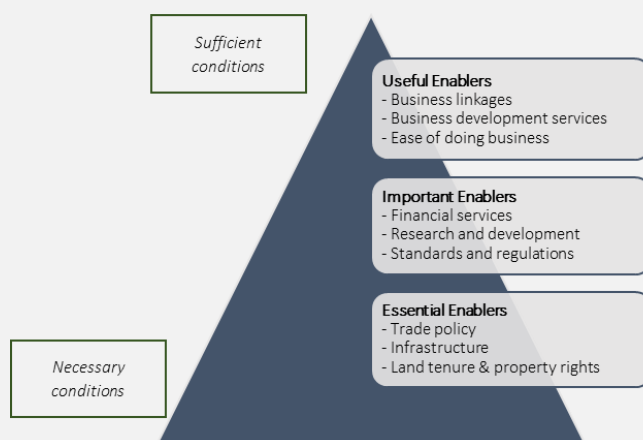 Sufficient
conditions
Useful Enablers
- Business linkages
- Business development services
- Ease of doing business
Important Enablers
- Financial services
- Research and development
- Standards and regulations
Essential Enablers
- Trade policy
- Infrastructure
- Land tenure & property rights
Necessary
conditions